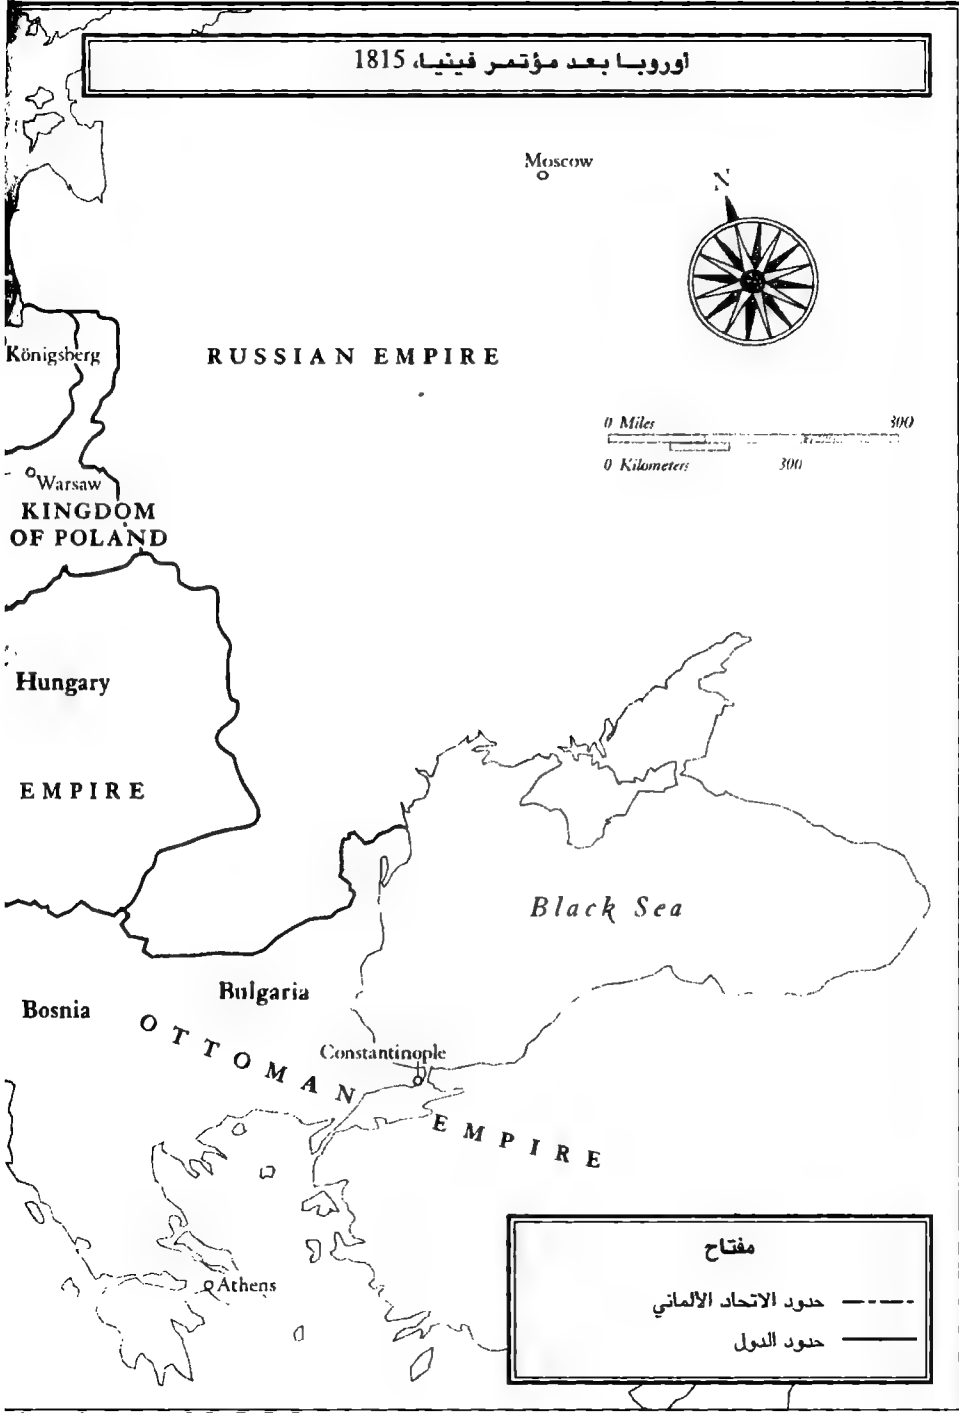 أوروبا بعد مؤتمر فيينا، 1815
Moscow
N
Königsberg
RUSSIAN EMPIRE
0 Miles 300
0 Kilometers 300
Warsaw
KINGDOM
OF POLAND
Hungary
EMPIRE
Black Sea
Bulgaria
Bosnia
OTTOMAN EMPIRE
Constantinople
Athens
مفتاح
حدود الاتحاد الألماني
حدود الدول